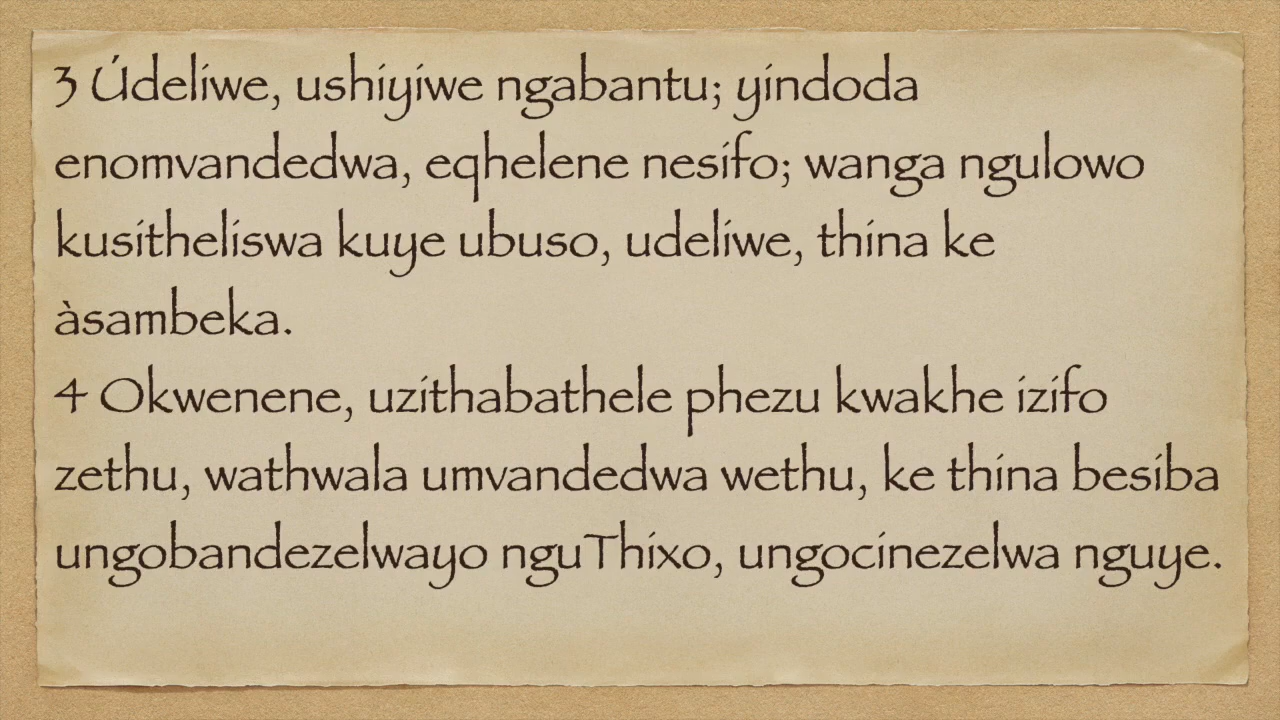 3 Údeliwe, ushiyiwe ngabantu; yindoda
enomvandedwa, eqhelene nesifo; wanga ngulowo
kusitheliswa kuye ubuso, udeliwe, thina ke
àsambeka.
4 Okwenene, uzithabathele phezu kwakhe izifo
zethu, wathwala umvandedwa wethu, ke thina besiba
ungobandezelwayo nguThixo, ungocinezelwa nguye.